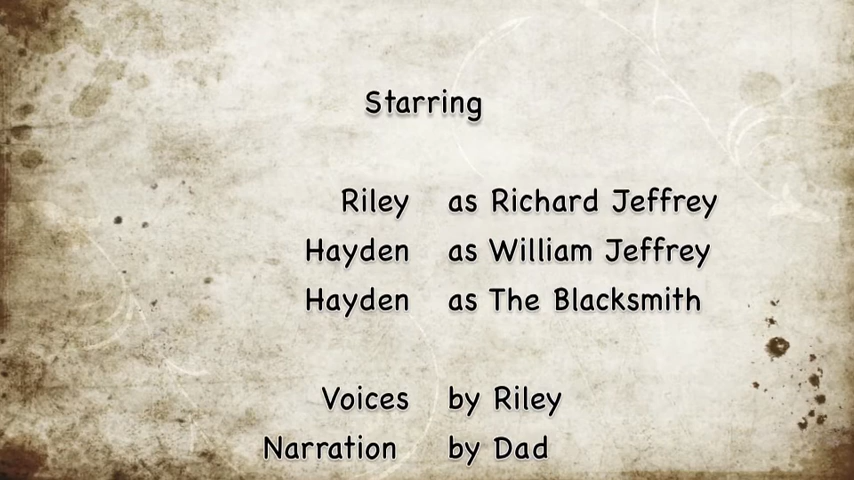 Starring
Riley as Richard Jeffrey
Hayden as William Jeffrey
Hayden as The Blacksmith
Voices by Riley
Narration by Dad